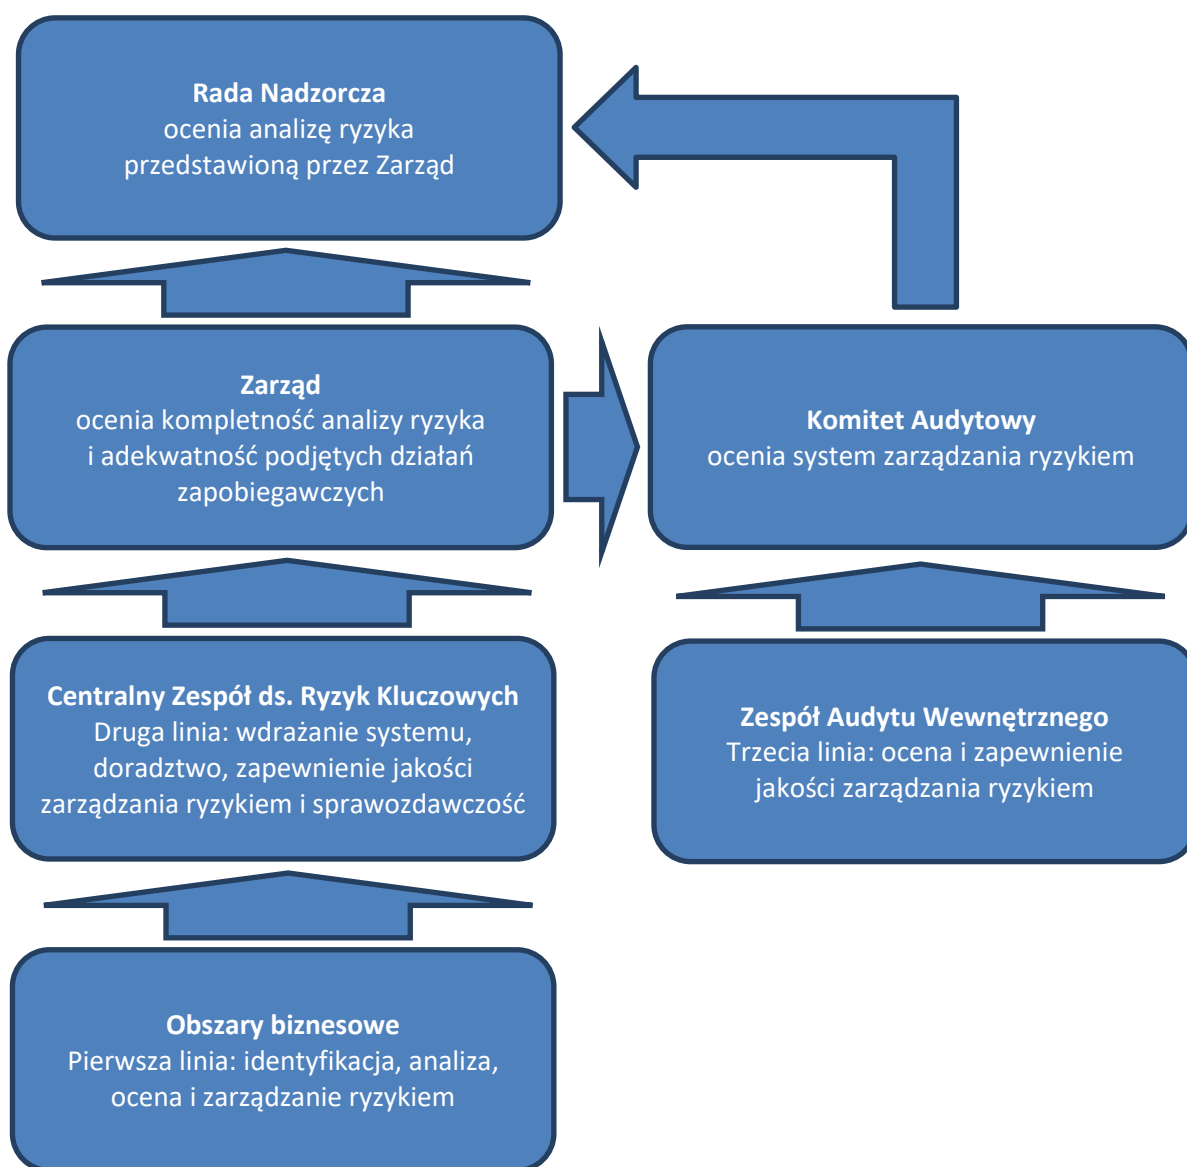 Rada Nadzorcza
ocenia analizę ryzyka
przedstawioną przez Zarząd
Zarząd
ocenia kompletność analizy ryzyka
i adekwatność podjętych działań
zapobiegawczych
Komitet Audytowy
ocenia system zarządzania ryzykiem
Centralny Zespół ds. Ryzyk Kluczowych
Druga linia: wdrażanie systemu,
doradztwo, zapewnienie jakości
zarządzania ryzykiem i sprawozdawczość
Zespół Audytu Wewnętrznego
Trzecia linia: ocena i zapewnienie
jakości zarządzania ryzykiem
Obszary biznesowe
Pierwsza linia: identyfikacja, analiza,
ocena i zarządzanie ryzykiem